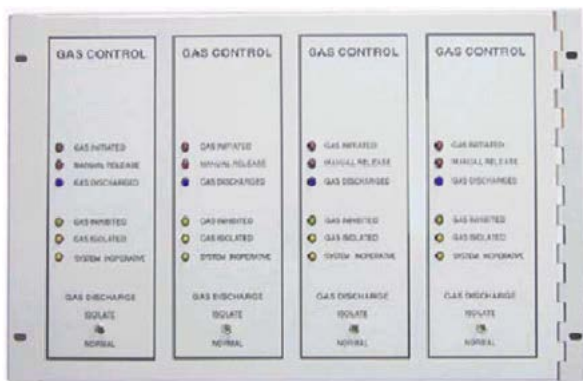 GAS CONTROL
GAS INITIATED
MANUAL RELEASE
GAS DISCHARGED
GAS INHIBITED
GAS ISOLATED
SYSTEM INOPERATIVE
GAS DISCHARGE
ISOLATE
NORMAL
GAS CONTROL
GAS INITIATED
MANUAL RELEASE
GAS DISCHARGED
GAS INHIBITED
GAS ISOLATED
SYSTEM INOPERATIVE
GAS DISCHARGE
ISOLATE
NORMAL
GAS CONTROL
GAS INITIATED
MANUAL RELEASE
GAS DISCHARGED
GAS INHIBITED
GAS ISOLATED
SYSTEM INOPERATIVE
GAS DISCHARGE
ISOLATE
NORMAL
GAS CONTROL
GAS INITIATED
MANUAL RELEASE
GAS DISCHARGED
GAS INHIBITED
GAS ISOLATED
SYSTEM INOPERATIVE
GAS DISCHARGE
ISOLATE
NORMAL